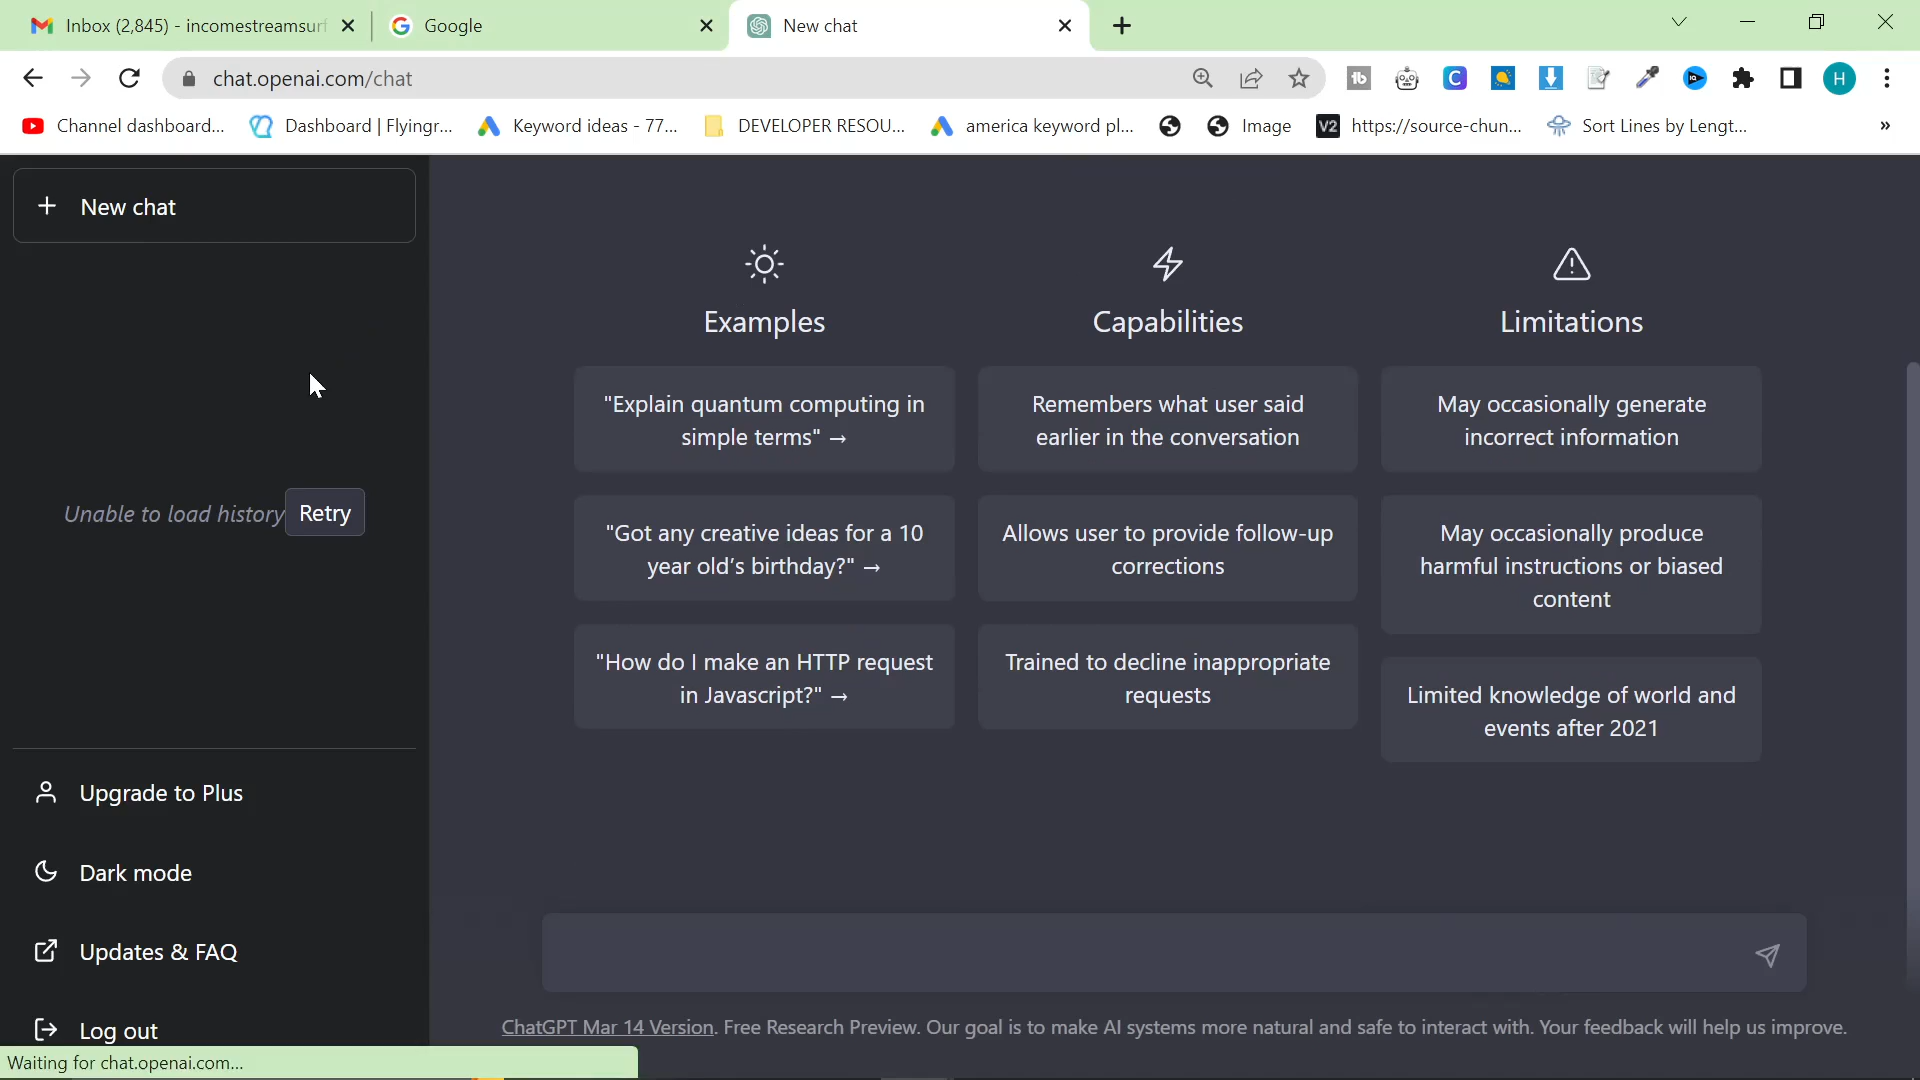 Inbox (2,845) - incomestreamsurf
Google
New chat
chat.openai.com/chat
H
Channel dashboard...
Dashboard | Flyingr...
Keyword ideas - 77...
DEVELOPER RESOU...
america keyword pl...
Image
V2 https://source-chun...
Sort Lines by Lengt...
»
+ New chat
Unable to load history
Retry
Upgrade to Plus
Dark mode
Updates & FAQ
Log out
Examples
"Explain quantum computing in
simple terms" →
"Got any creative ideas for a 10
year old's birthday?" →
"How do I make an HTTP request
in Javascript?" →
Capabilities
Remembers what user said
earlier in the conversation
Allows user to provide follow-up
corrections
Trained to decline inappropriate
requests
Limitations
May occasionally generate
incorrect information
May occasionally produce
harmful instructions or biased
content
Limited knowledge of world and
events after 2021
ChatGPT Mar 14 Version. Free Research Preview. Our goal is to make AI systems more natural and safe to interact with. Your feedback will help us improve.
Waiting for chat.openai.com...